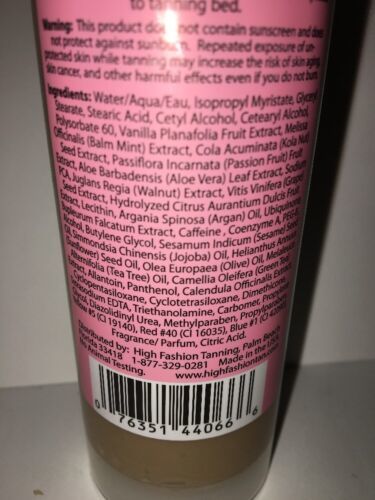 to tanning bed.
Warning: This product does not contain sunscreen and does
not protect against sunburn. Repeated exposure of un-
protected skin while tanning may increase the risk of skin aging,
skin cancer, and other harmful effects even if you do not burn.
Ingredients: Water/Aqua/Eau, Isopropyl Myristate, Glyceryl
Stearate, Stearic Acid, Cetyl Alcohol, Cetearyl Alcohol,
Polysorbate 60, Vanilla Planafolia Fruit Extract, Melissa
Officinalis (Balm Mint) Extract, Cola Acuminata (Kola Nut)
Seed Extract, Passiflora Incarnata (Passion Fruit) Fruit
Extract, Aloe Barbadensis (Aloe Vera) Leaf Extract, Sodium
PCA, Juglans Regia (Walnut) Extract, Vitis Vinifera (Grape)
Seed Extract, Hydrolyzed Citrus Aurantium Dulcis Fruit
Extract, Lecithin, Argania Spinosa (Argan) Oil, Ubiquinone,
Bupleurum Falcatum Extract, Caffeine, Coenzyme A, PEG-8,
Alcohol, Butylene Glycol, Sesamum Indicum (Sesame) Seed
Oil, Simmondsia Chinensis (Jojoba) Oil, Helianthus Annuus
(Sunflower) Seed Oil, Olea Europaea (Olive) Oil, Melaleuca
Alternifolia (Tea Tree) Oil, Camellia Oleifera (Green Tea)
Extract, Allantoin, Panthenol, Calendula Officinalis Extract,
Cyclopentasiloxane, Cyclotetrasiloxane, Dimethicone,
Tetrasodium EDTA, Triethanolamine, Carbomer, Propylene
Glycol, Diazolidinyl Urea, Methylparaben, Propylparaben,
Yellow #5 (CI 19140), Red #40 (CI 16035), Blue #1 (CI 42090),
Fragrance/ Parfum, Citric Acid.
Distributed by: High Fashion Tanning, Palm Beach
Florida 33418 1-877-329-0281 Made in the USA.
No Animal Testing. www.highfashiontan.com
0 76351 44066 6